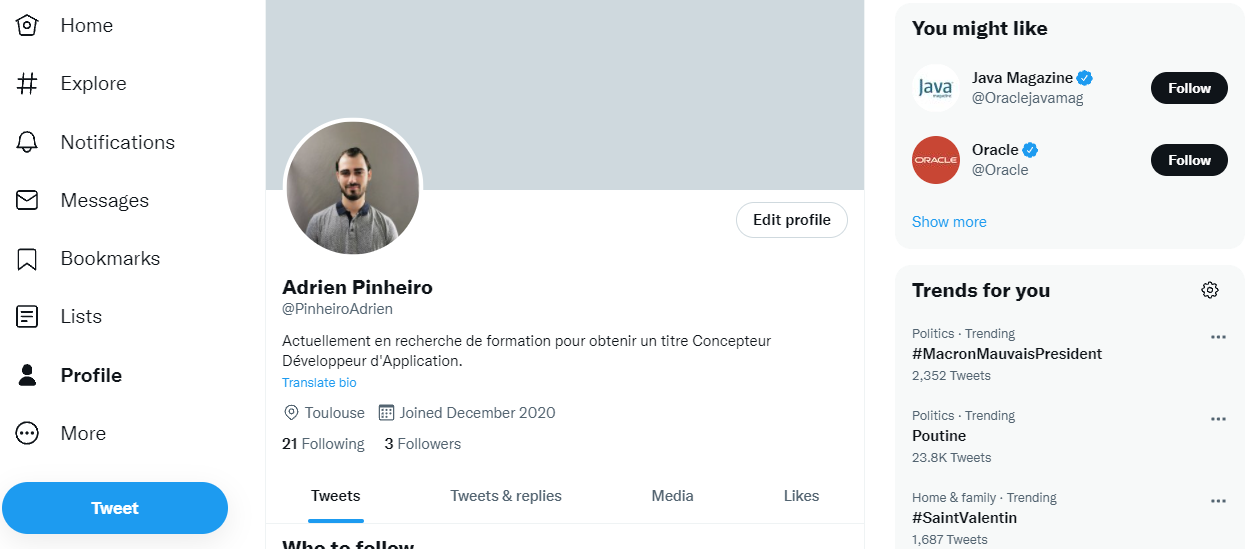 Home
Explore
Notifications
Messages
Bookmarks
Lists
Profile
More
Tweet
Edit profile
Adrien Pinheiro
@PinheiroAdrien
Actuellement en recherche de formation pour obtenir un titre Concepteur
Développeur d'Application.
Translate bio
Toulouse Joined December 2020
21 Following 3 Followers
Tweets Tweets & replies Media Likes
Who to follow
You might like
Java Magazine
@Oraclejavamag
Follow
Java
magazine
Oracle
@Oracle
Follow
ORACLE
Show more
Trends for you
Politics · Trending
#MacronMauvaisPresident
2,352 Tweets
Politics · Trending
Poutine
23.8K Tweets
Home & family · Trending
#SaintValentin
1,687 Tweets